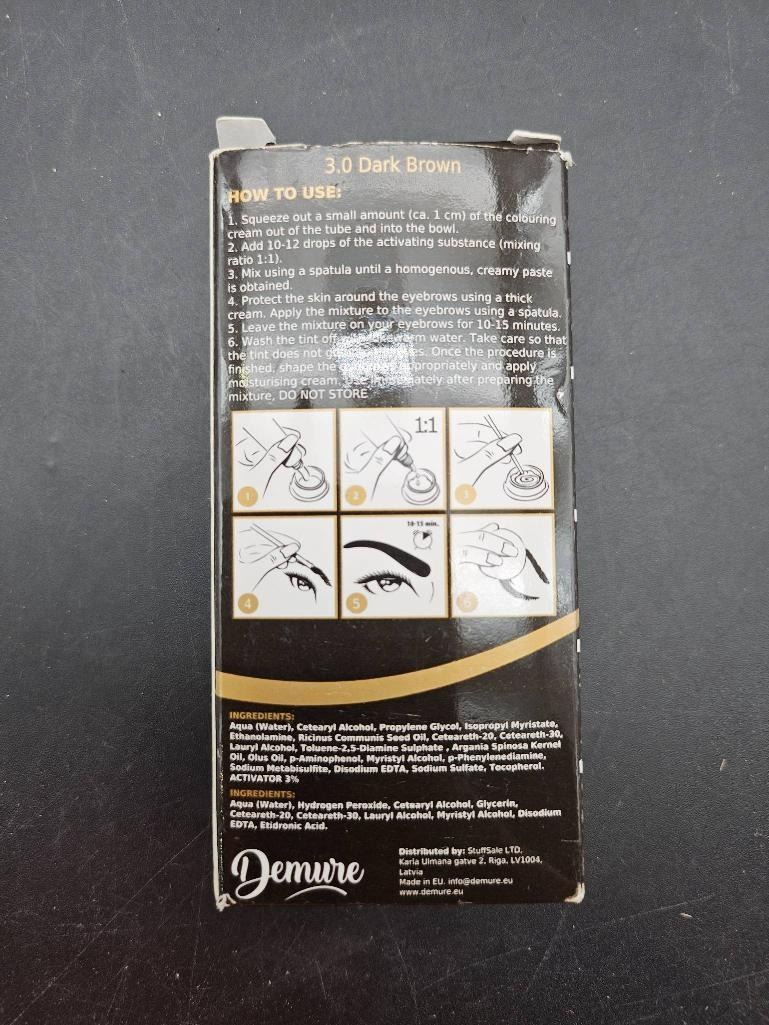 3.0 Dark Brown
HOW TO USE:
1. Squeeze out a small amount (ca. 1 cm) of the colouring
cream out of the tube and into the bowl.
2. Add 10-12 drops of the activating substance (mixing
ratio 1:1).
3. Mix using a spatula until a homogenous, creamy paste
is obtained.
4. Protect the skin around the eyebrows using a thick
cream. Apply the mixture to the eyebrows using a spatula.
5. Leave the mixture on your eyebrows for 10-15 minutes.
6. Wash the tint off water. Take care so that
the tint does not Once the procedure is
finished, shape the appropriately and apply
moisturising cream. immediately after preparing the
mixture, DO NOT STORE
1:1
1
2
3
10-15 min.
4
5
6
INGREDIENTS:
Aqua (Water), Cetearyl Alcohol, Propylene Glycol, Isopropyl Myristate,
Ethanolamine, Ricinus Communis Seed Oil, Ceteareth-20, Ceteareth-30,
Lauryl Alcohol, Toluene-2,5-Diamine Sulphate , Argania Spinosa Kernel
Oil, Olus Oil, p-Aminophenol, Myristyl Alcohol, p-Phenylenediamine,
Sodium Metabisulfite, Disodium EDTA, Sodium Sulfate, Tocopherol.
ACTIVATOR 3%
INGREDIENTS:
Aqua (Water), Hydrogen Peroxide, Cetearyl Alcohol, Glycerin,
Ceteareth-20, Ceteareth-30, Lauryl Alcohol, Myristyl Alcohol, Disodium
EDTA, Etidronic Acid.
Demure
Distributed by: StuffSale LTD,
Karla Ulmana gatve 2, Riga, LV1004,
Latvia
Made in EU. info@demure.eu
www.demure.eu